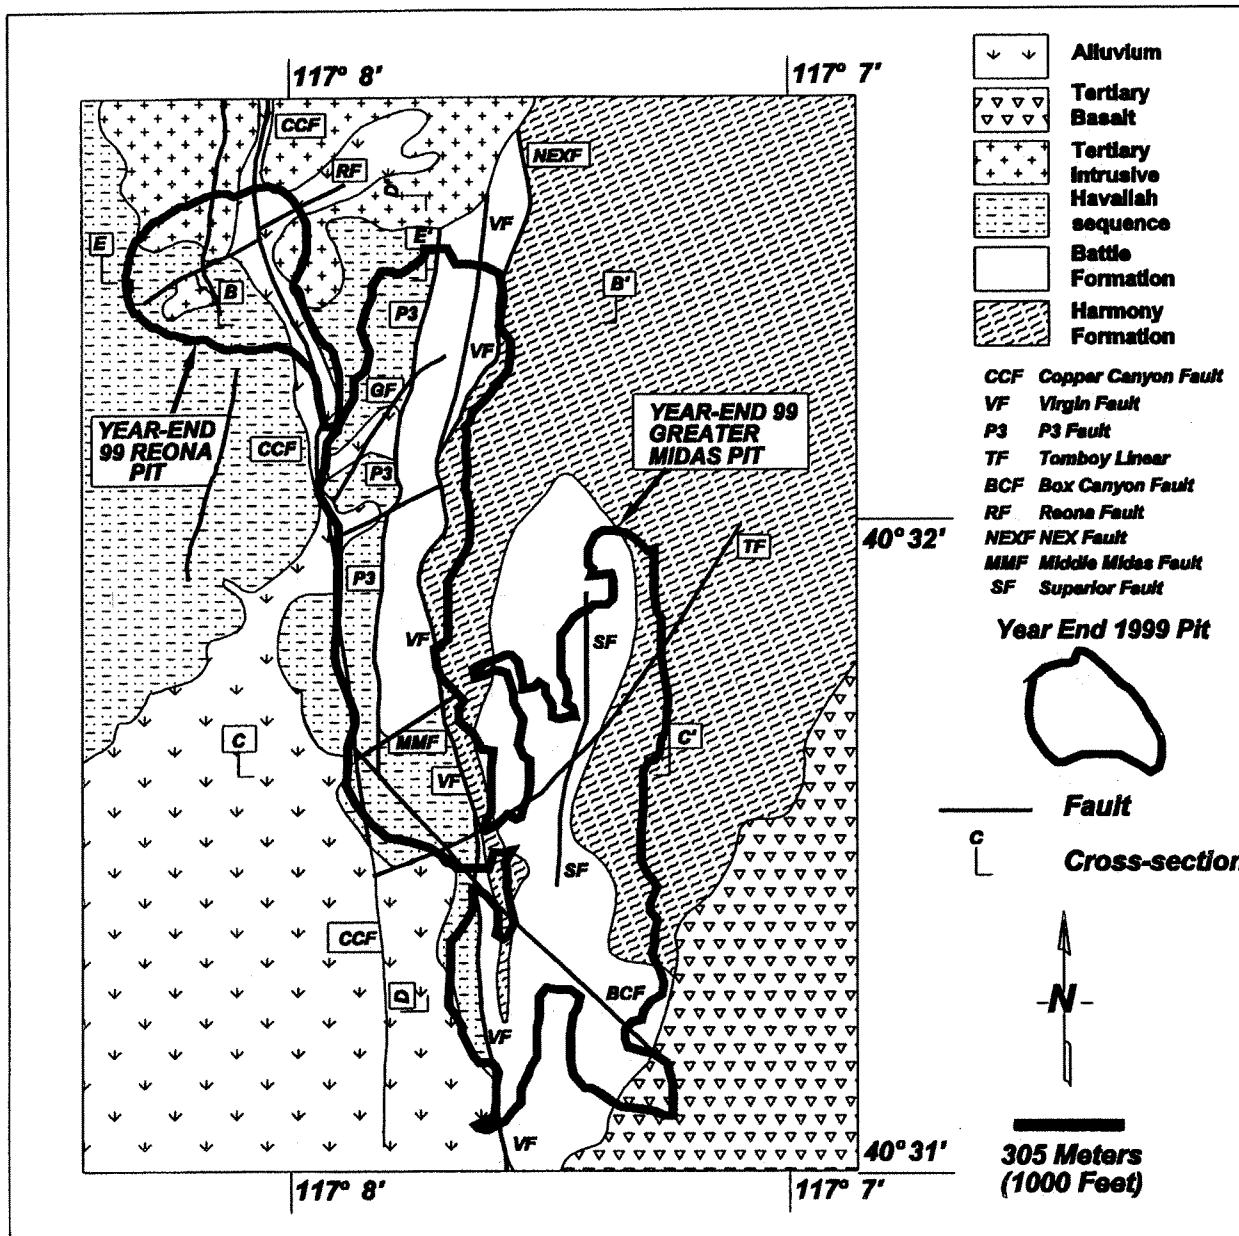 117° 8'
117° 7'
CCF
RF
NEXF
D'
VF
E
E'
B
B'
P3
VF
GF
YEAR-END
99 REONA
PIT
CCF
P3
YEAR-END 99
GREATER
MIDAS PIT
40° 32'
TF
P3
VF
SF
C
MMF
C'
VF
SF
CCF
D
BCF
VF
VF
40° 31'
117° 8'
117° 7'
Alluvium
Tertiary
Basalt
Tertiary
Intrusive
Havallah
sequence
Battle
Formation
Harmony
Formation
CCF Copper Canyon Fault
VF Virgin Fault
P3 P3 Fault
TF Tomboy Linear
BCF Box Canyon Fault
RF Reona Fault
NEXF NEX Fault
MMF Middle Midas Fault
SF Superior Fault
Year End 1999 Pit
Fault
C
Cross-section
N
305 Meters
(1000 Feet)